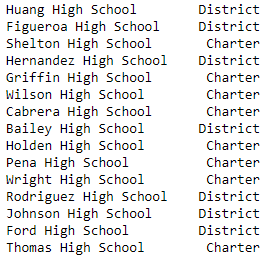 Huang High School District
Figueroa High School District
Shelton High School Charter
Hernandez High School District
Griffin High School Charter
Wilson High School Charter
Cabrera High School Charter
Bailey High School District
Holden High School Charter
Pena High School Charter
Wright High School Charter
Rodriguez High School District
Johnson High School District
Ford High School District
Thomas High School Charter